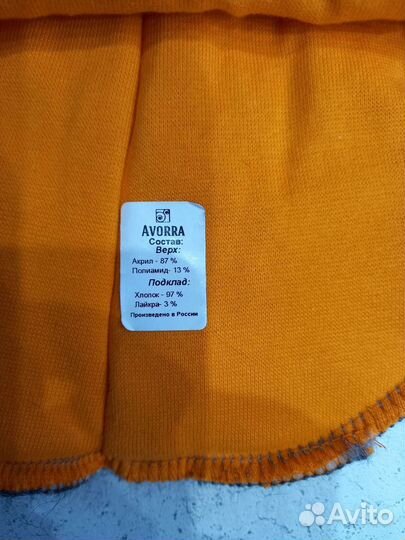 AVORRA
Состав:
Верх:
Акрил - 87 %
Полиамид- 13 %
Подклад:
Хлопок - 97 %
Лайкра- 3 %
Произведено в России
Avito